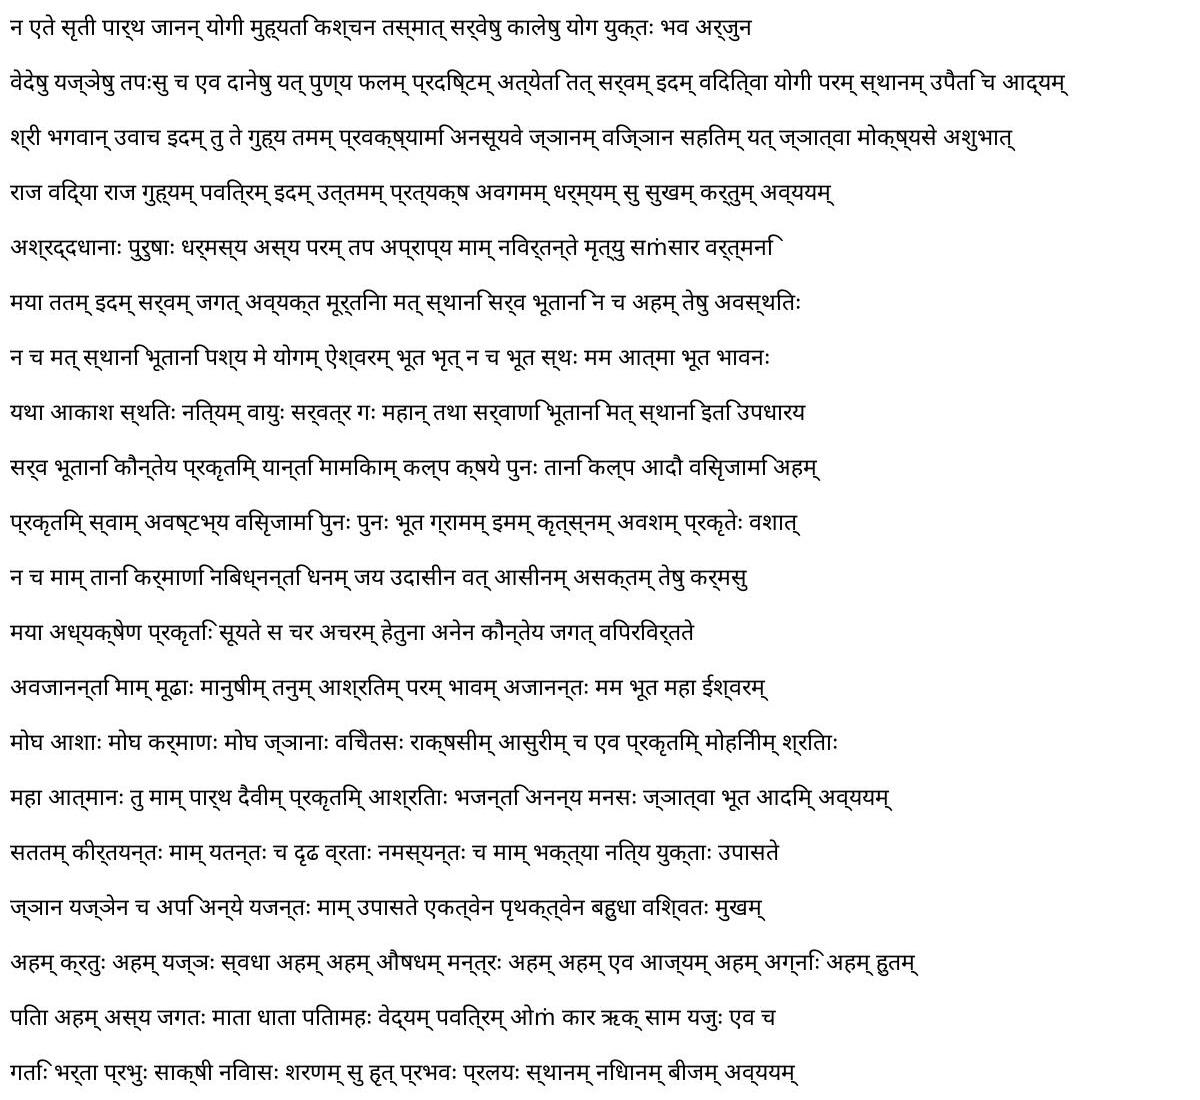 न एते सृती पार्थ जानन् योगी मुह्यति कश्चन तस्मात् सर्वेषु कालेषु योग युक्तः भव अर्जुन
वेदेषु यज्ञेषु तपःसु च एव दानेषु यत् पुण्य फलम् प्रदिष्टम् अत्येति तत् सर्वम् इदम् विदित्वा योगी परम् स्थानम् उपैति च आद्यम्
श्री भगवान् उवाच इदम् तु ते गुह्य तमम् प्रवक्ष्यामि अनसूयवे ज्ञानम् विज्ञान सहितम् यत् ज्ञात्वा मोक्ष्यसे अशुभात्
राज विद्या राज गुह्यम् पवित्रम् इदम् उत्तमम् प्रत्यक्ष अवगमम् धर्म्यम् सु सुखम् कर्तुम् अव्ययम्
अश्रद्दधानाः पुरुषाः धर्मस्य अस्य परम् तप अप्राप्य माम् निवर्तन्ते मृत्यु सṁसार वर्त्मनि
मया ततम् इदम् सर्वम् जगत् अव्यक्त मूर्तिना मत् स्थानि सर्व भूतानि न च अहम् तेषु अवस्थितः
न च मत् स्थानि भूतानि पश्य मे योगम् ऐश्वरम् भूत भृत् न च भूत स्थः मम आत्मा भूत भावनः
यथा आकाश स्थितः नित्यम् वायुः सर्वत्र गः महान् तथा सर्वाणि भूतानि मत् स्थानि इति उपधारय
सर्व भूतानि कौन्तेय प्रकृतिम् यान्ति मामिकाम् कल्प क्षये पुनः तानि कल्प आदौ विसृजामि अहम्
प्रकृतिम् स्वाम् अवष्टभ्य विसृजामि पुनः पुनः भूत ग्रामम् इमम् कृत्स्नम् अवशम् प्रकृतेः वशात्
न च माम् तानि कर्माणि निबध्नन्ति धनम् जय उदासीन वत् आसीनम् असक्तम् तेषु कर्मसु
मया अध्यक्षेण प्रकृतिः सूयते स चर अचरम् हेतुना अनेन कौन्तेय जगत् विपरिवर्तते
अवजानन्ति माम् मूढाः मानुषीम् तनुम् आश्रितम् परम् भावम् अजानन्तः मम भूत महा ईश्वरम्
मोघ आशाः मोघ कर्माणः मोघ ज्ञानाः विचेतसः राक्षसीम् आसुरीम् च एव प्रकृतिम् मोहिनीम् श्रिताः
महा आत्मानः तु माम् पार्थ दैवीम् प्रकृतिम् आश्रिताः भजन्ति अनन्य मनसः ज्ञात्वा भूत आदिम् अव्ययम्
सततम् कीर्तयन्तः माम् यतन्तः च दृढ व्रताः नमस्यन्तः च माम् भक्त्या नित्य युक्ताः उपासते
ज्ञान यज्ञेन च अपि अन्ये यजन्तः माम् उपासते एकत्वेन पृथक्त्वेन बहुधा विश्वतः मुखम्
अहम् क्रतुः अहम् यज्ञः स्वधा अहम् अहम् औषधम् मन्त्रः अहम् अहम् एव आज्यम् अहम् अग्निः अहम् हुतम्
पिता अहम् अस्य जगतः माता धाता पितामहः वेद्यम् पवित्रम् ओṁ कार ऋक् साम यजुः एव च
गतिः भर्ता प्रभुः साक्षी निवासः शरणम् सु हृत् प्रभवः प्रलयः स्थानम् निधानम् बीजम् अव्ययम्